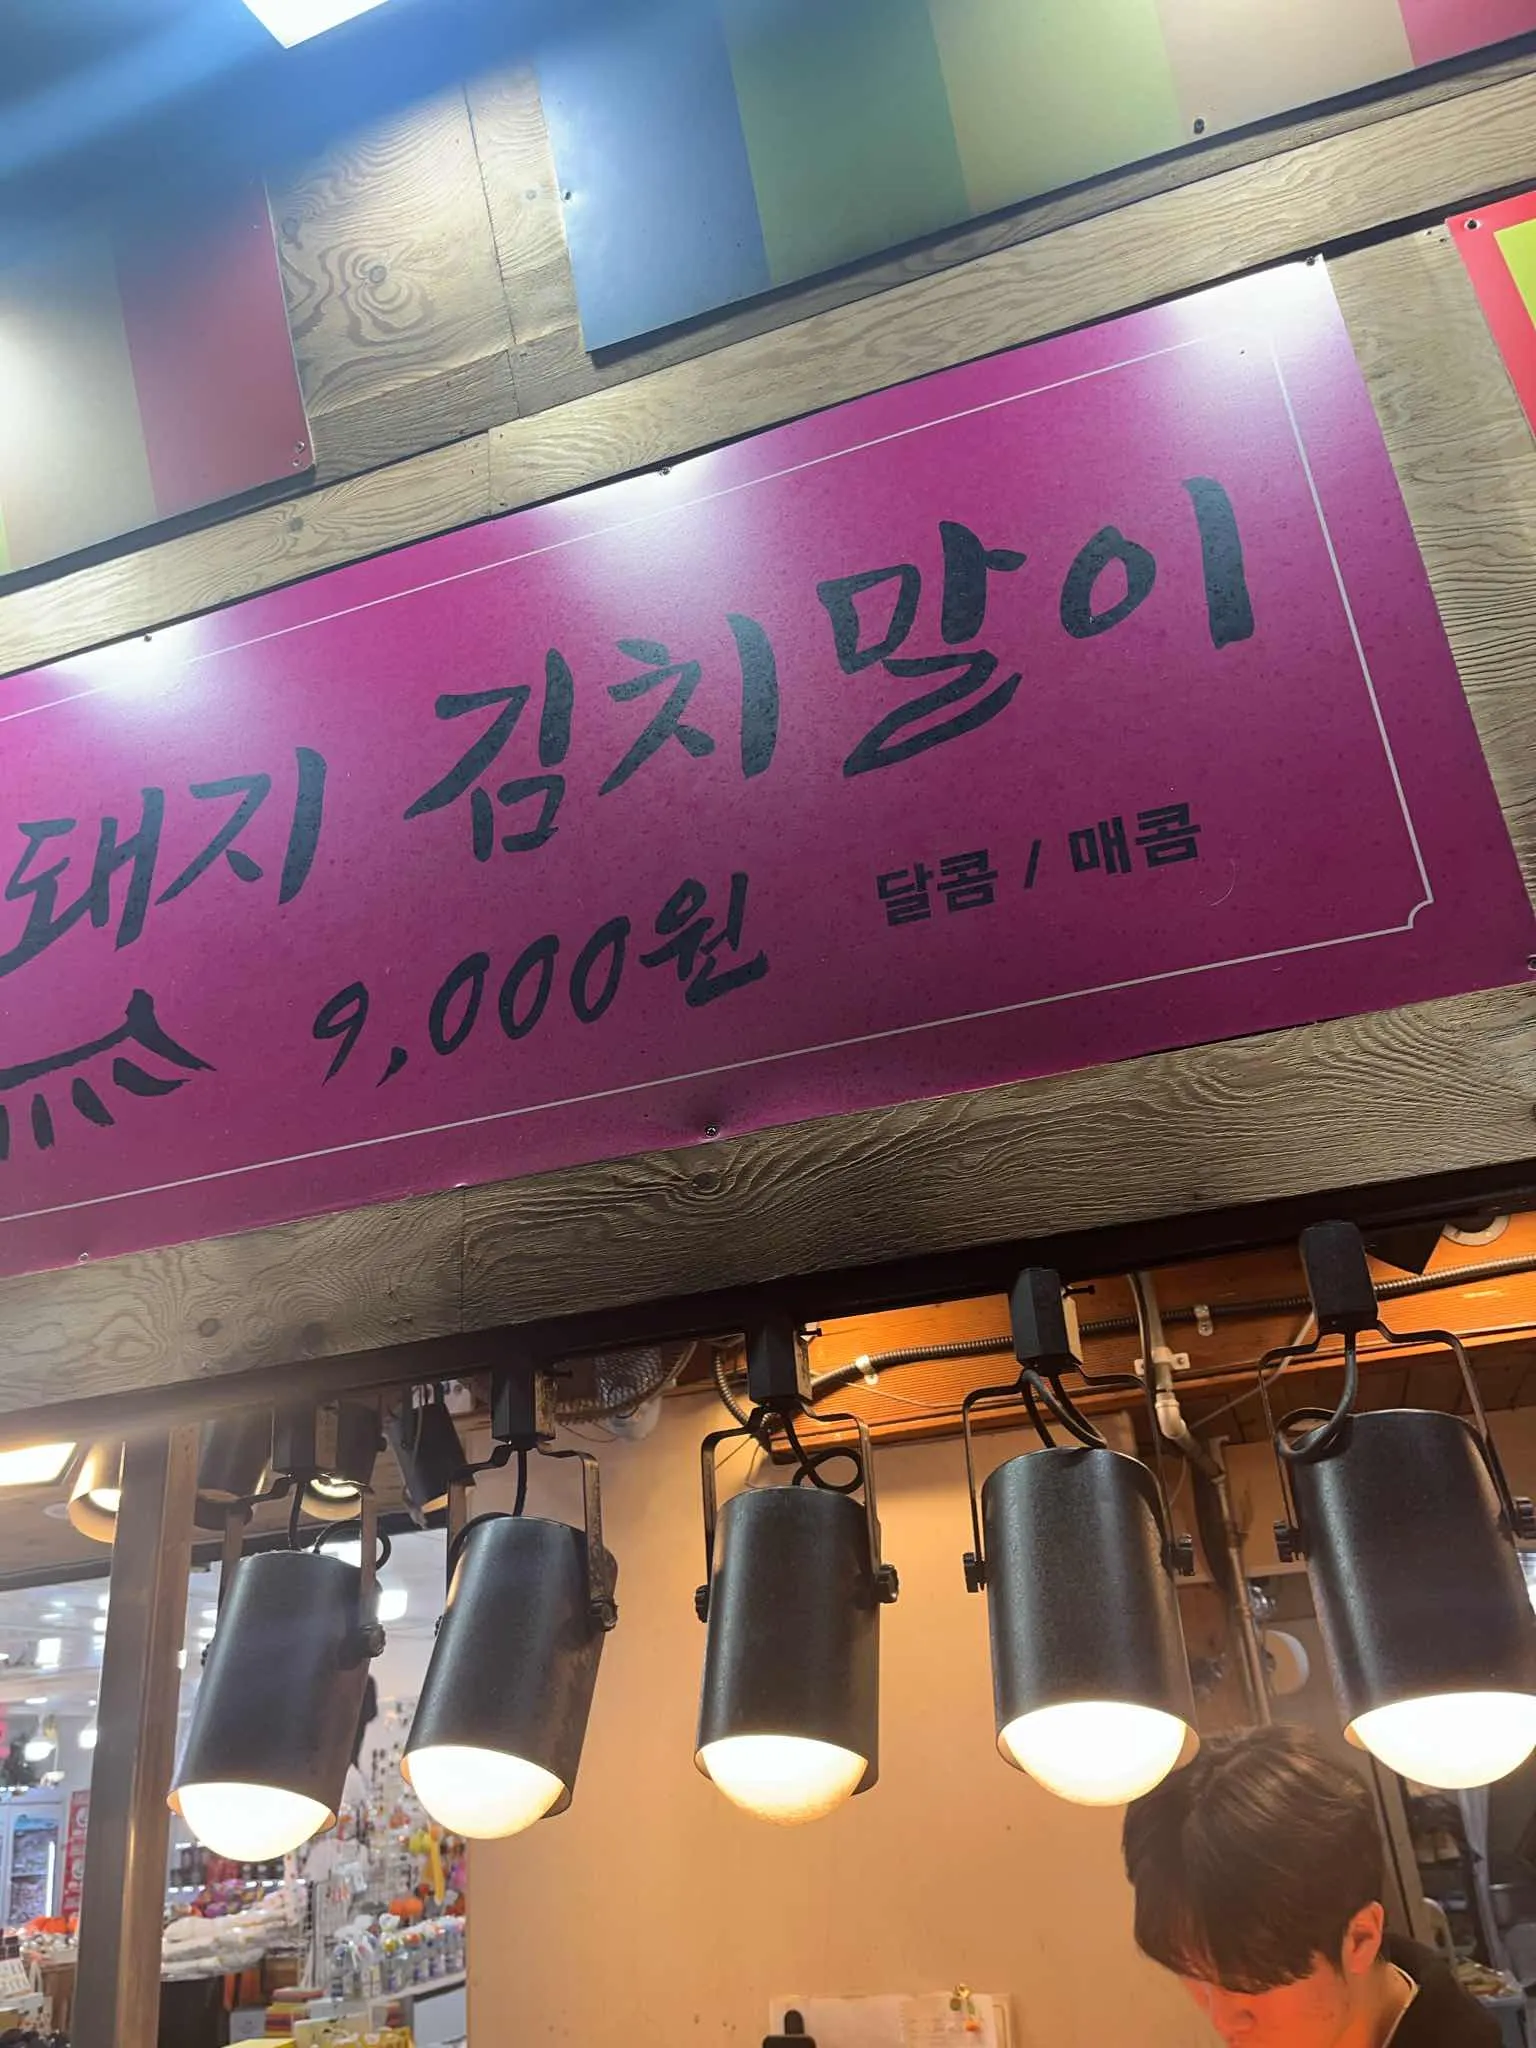 돼지 김치말이
9,000원 달콤 / 매콤